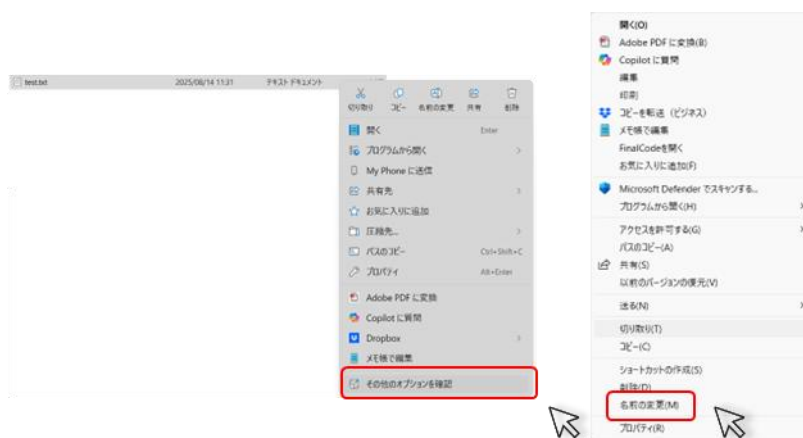 test.txt 2025/08/14 11:31 テキスト ドキュメント
切り取り コピー 名前の変更 共有 削除
開く Enter
プログラムから開く
My Phone に送信
共有先
お気に入りに追加
圧縮先...
パスのコピー Ctrl+Shift+C
プロパティ Alt+Enter
Adobe PDF に変換
Copilot に質問
Dropbox
メモ帳で編集
その他のオプションを確認
開く(O)
Adobe PDF に変換(B)
Copilot に質問
編集
印刷
コピーを転送（ビジネス）
メモ帳で編集
FinalCodeを開く
お気に入りに追加(F)
Microsoft Defender でスキャンする...
プログラムから開く(H)
アクセスを許可する(G)
パスのコピー(A)
共有(S)
以前のバージョンの復元(V)
送る(N)
切り取り(T)
コピー(C)
ショートカットの作成(S)
削除(D)
名前の変更(M)
プロパティ(R)